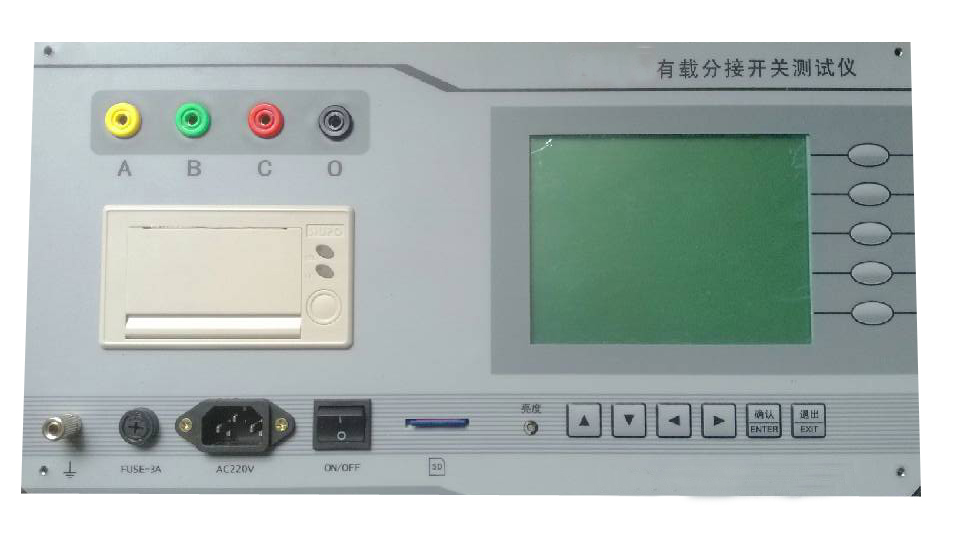 有载分接开关测试仪
A B C O
亮度
确认 退出
ENTER EXIT
FUSE-3A AC220V ON/OFF SD